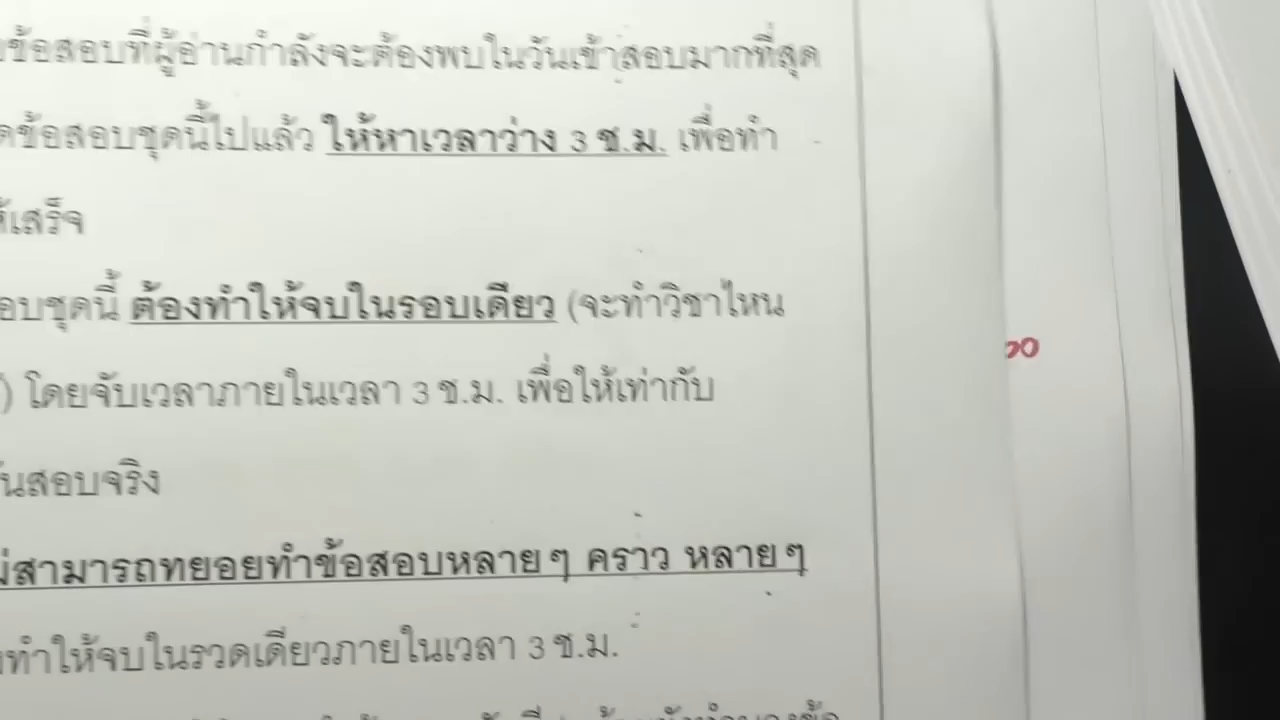 ข้อสอบที่ผู้อ่านกำลังจะต้องพบในวันเข้าสอบมากที่สุด
ข้อสอบชุดนี้ไปแล้ว ให้หาเวลาว่าง 3 ช.ม. เพื่อทำ
ห้เสร็จ
อบชุดนี้ ต้องทำให้จบในรอบเดียว (จะทำวิชาไหน
) โดยจับเวลาภายในเวลา 3 ช.ม. เพื่อให้เท่ากับ
นสอบจริง
ม่สามารถทยอยทำข้อสอบหลายๆ คราว หลายๆ
ทำให้จบในรวดเดียวภายในเวลา 3 ช.ม.